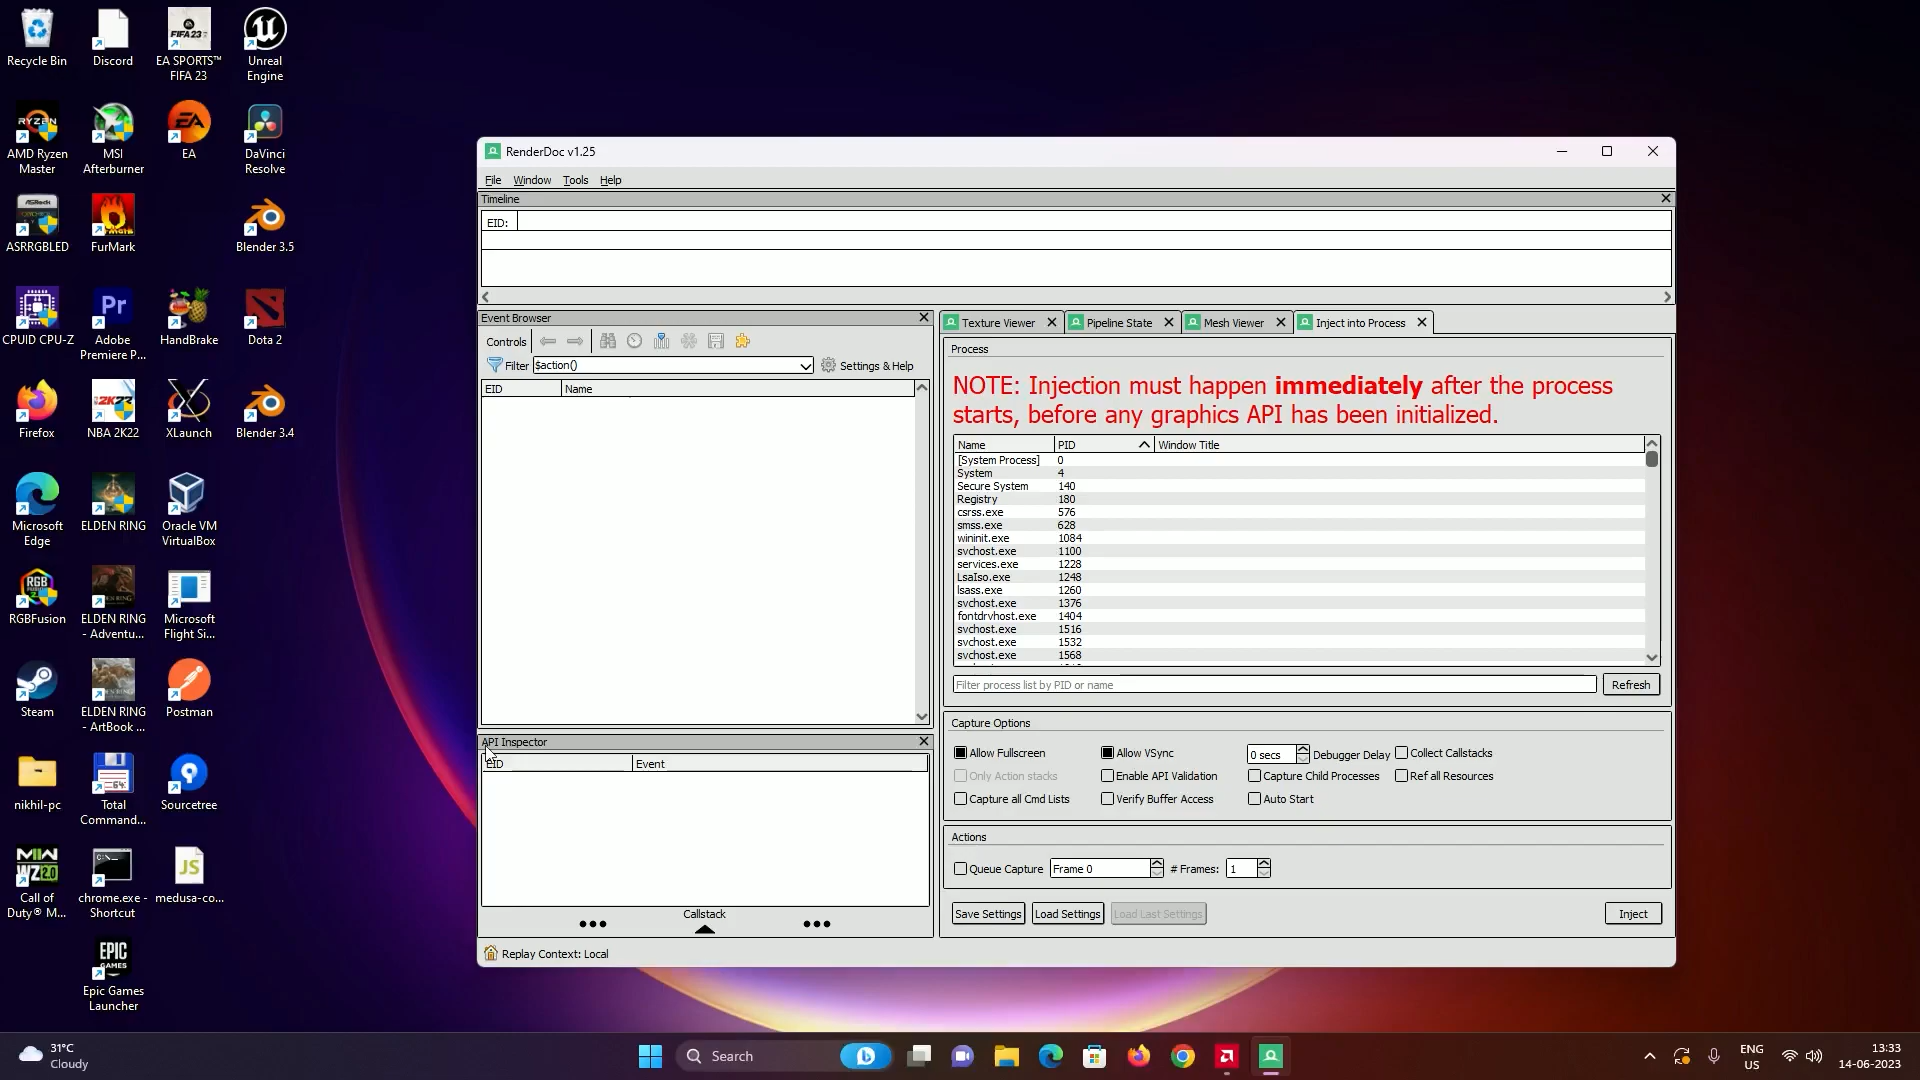 Recycle Bin
Discord
EA SPORTS™
FIFA 23
Unreal
Engine
AMD Ryzen
Master
MSI
Afterburner
EA
DaVinci
Resolve
ASRRGBLED
FurMark
Blender 3.5
CPUID CPU-Z
Adobe
Premiere P...
HandBrake
Dota 2
Firefox
NBA 2K22
XLaunch
Blender 3.4
Microsoft
Edge
ELDEN RING
Oracle VM
VirtualBox
RGBFusion
ELDEN RING
- Adventu...
Microsoft
Flight Si...
Steam
ELDEN RING
- ArtBook ...
Postman
nikhil-pc
Total
Command...
Sourcetree
Call of
Duty® M...
chrome.exe -
Shortcut
medusa-co...
Epic Games
Launcher
RenderDoc v1.25
File Window Tools Help
Timeline
EID:
Event Browser
Controls
Filter $action() Settings & Help
EID Name
API Inspector
EID Event
Callstack
Replay Context: Local
Texture Viewer Pipeline State Mesh Viewer Inject into Process
Process
NOTE: Injection must happen immediately after the process
starts, before any graphics API has been initialized.
Name PID Window Title
[System Process] 0
System 4
Secure System 140
Registry 180
csrss.exe 576
smss.exe 628
wininit.exe 1084
svchost.exe 1100
services.exe 1228
LsaIso.exe 1248
lsass.exe 1260
svchost.exe 1376
fontdrvhost.exe 1404
svchost.exe 1516
svchost.exe 1532
svchost.exe 1568
Filter process list by PID or name Refresh
Capture Options
Allow Fullscreen Allow VSync 0 secs Debugger Delay Collect Callstacks
Only Action stacks Enable API Validation Capture Child Processes Ref all Resources
Capture all Cmd Lists Verify Buffer Access Auto Start
Actions
Queue Capture Frame 0 # Frames: 1
Save Settings Load Settings Load Last Settings Inject
31°C
Cloudy
Search
ENG
US
13:33
14-06-2023